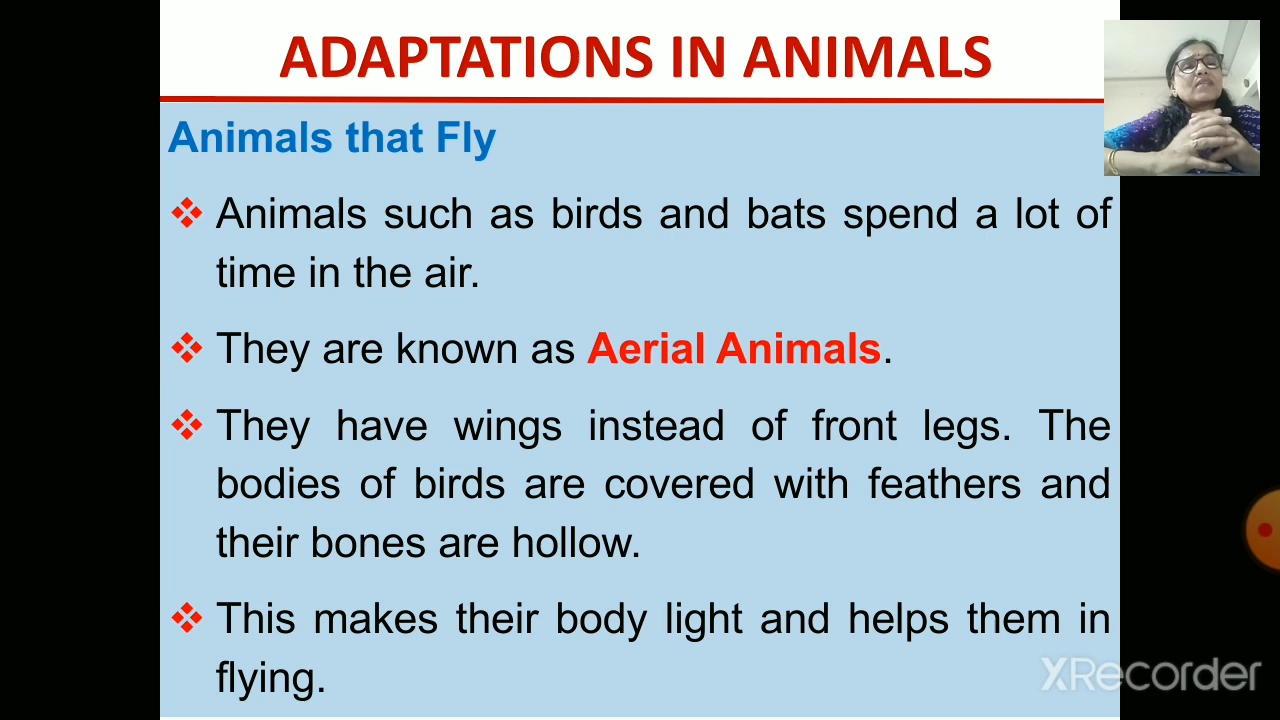 ADAPTATIONS IN ANIMALS
Animals that Fly
❖ Animals such as birds and bats spend a lot of
time in the air.
❖ They are known as Aerial Animals.
❖ They have wings instead of front legs. The
bodies of birds are covered with feathers and
their bones are hollow.
❖ This makes their body light and helps them in
flying.
XRecorder